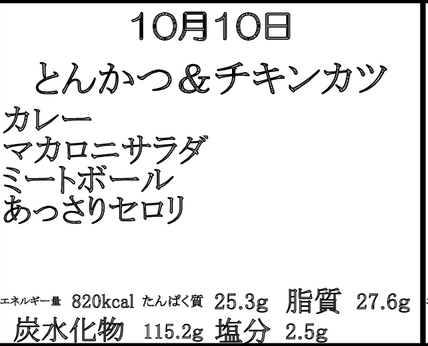 10月10日
とんかつ＆チキンカツ
カレー
マカロニサラダ
ミートボール
あっさりセロリ
エネルギー量 820kcal たんぱく質 25.3g 脂質 27.6g
炭水化物 115.2g 塩分 2.5g